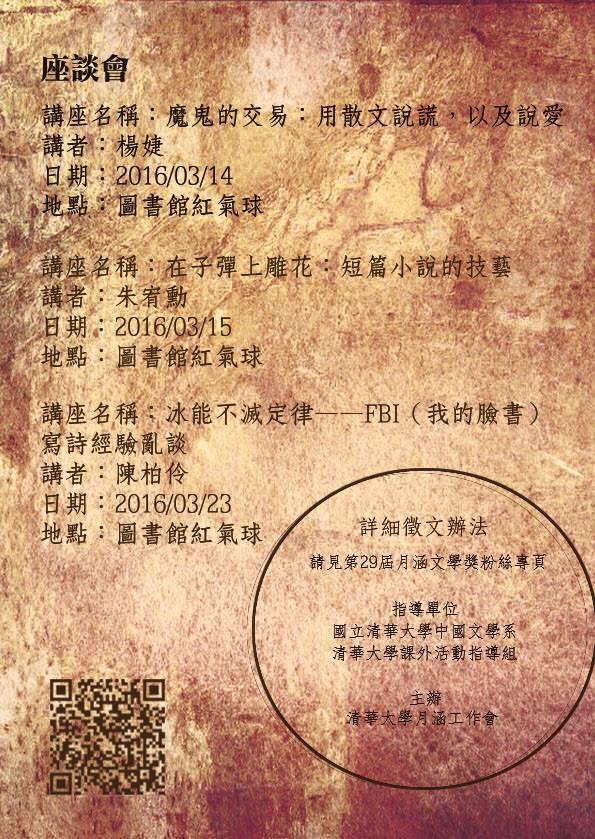 座談會
講座名稱：魔鬼的交易：用散文說謊，以及說愛
講者：楊婕
日期：2016/03/14
地點：圖書館紅氣球
講座名稱：在子彈上雕花：短篇小說的技藝
講者：朱宥勳
日期：2016/03/15
地點：圖書館紅氣球
講座名稱：冰能不滅定律——FBI（我的臉書）
寫詩經驗亂談
講者：陳柏伶
日期：2016/03/23
地點：圖書館紅氣球
詳細徵文辦法
請見第29屆月涵文學獎粉絲專頁
指導單位
國立清華大學中國文學系
清華大學課外活動指導組
主辦
清華大學月涵工作會